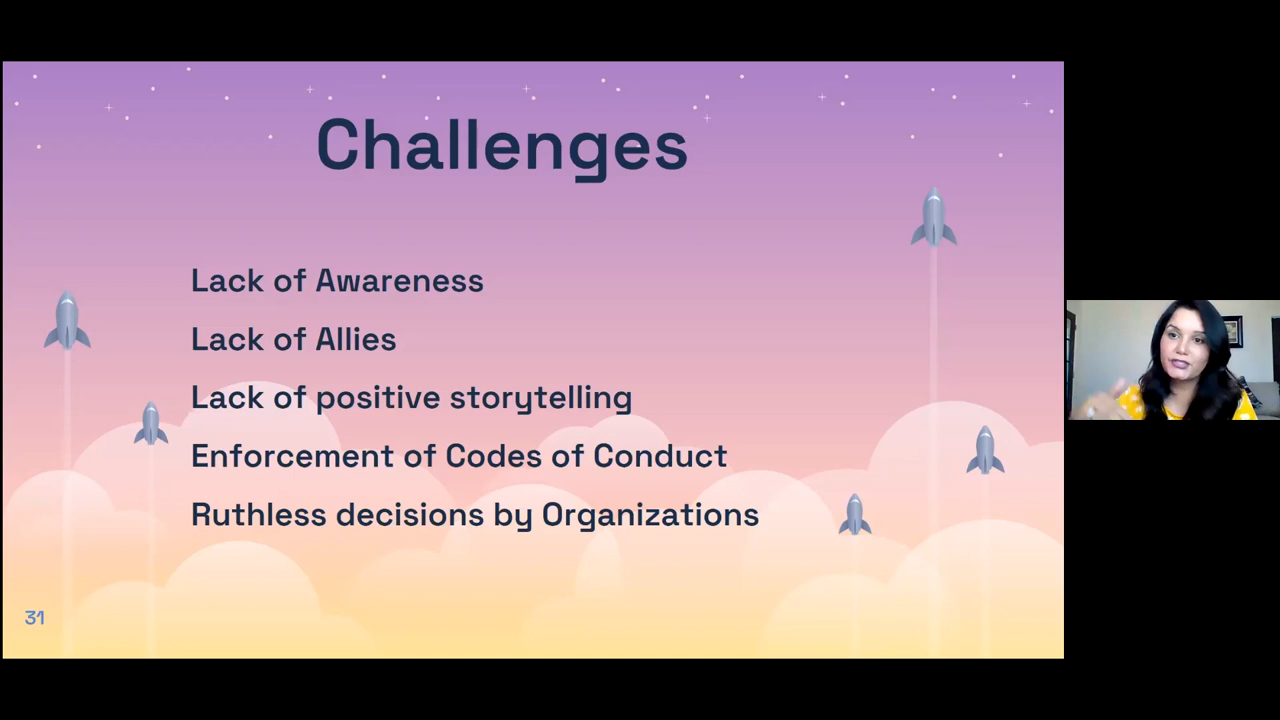 Challenges
Lack of Awareness
Lack of Allies
Lack of positive storytelling
Enforcement of Codes of Conduct
Ruthless decisions by Organizations
31